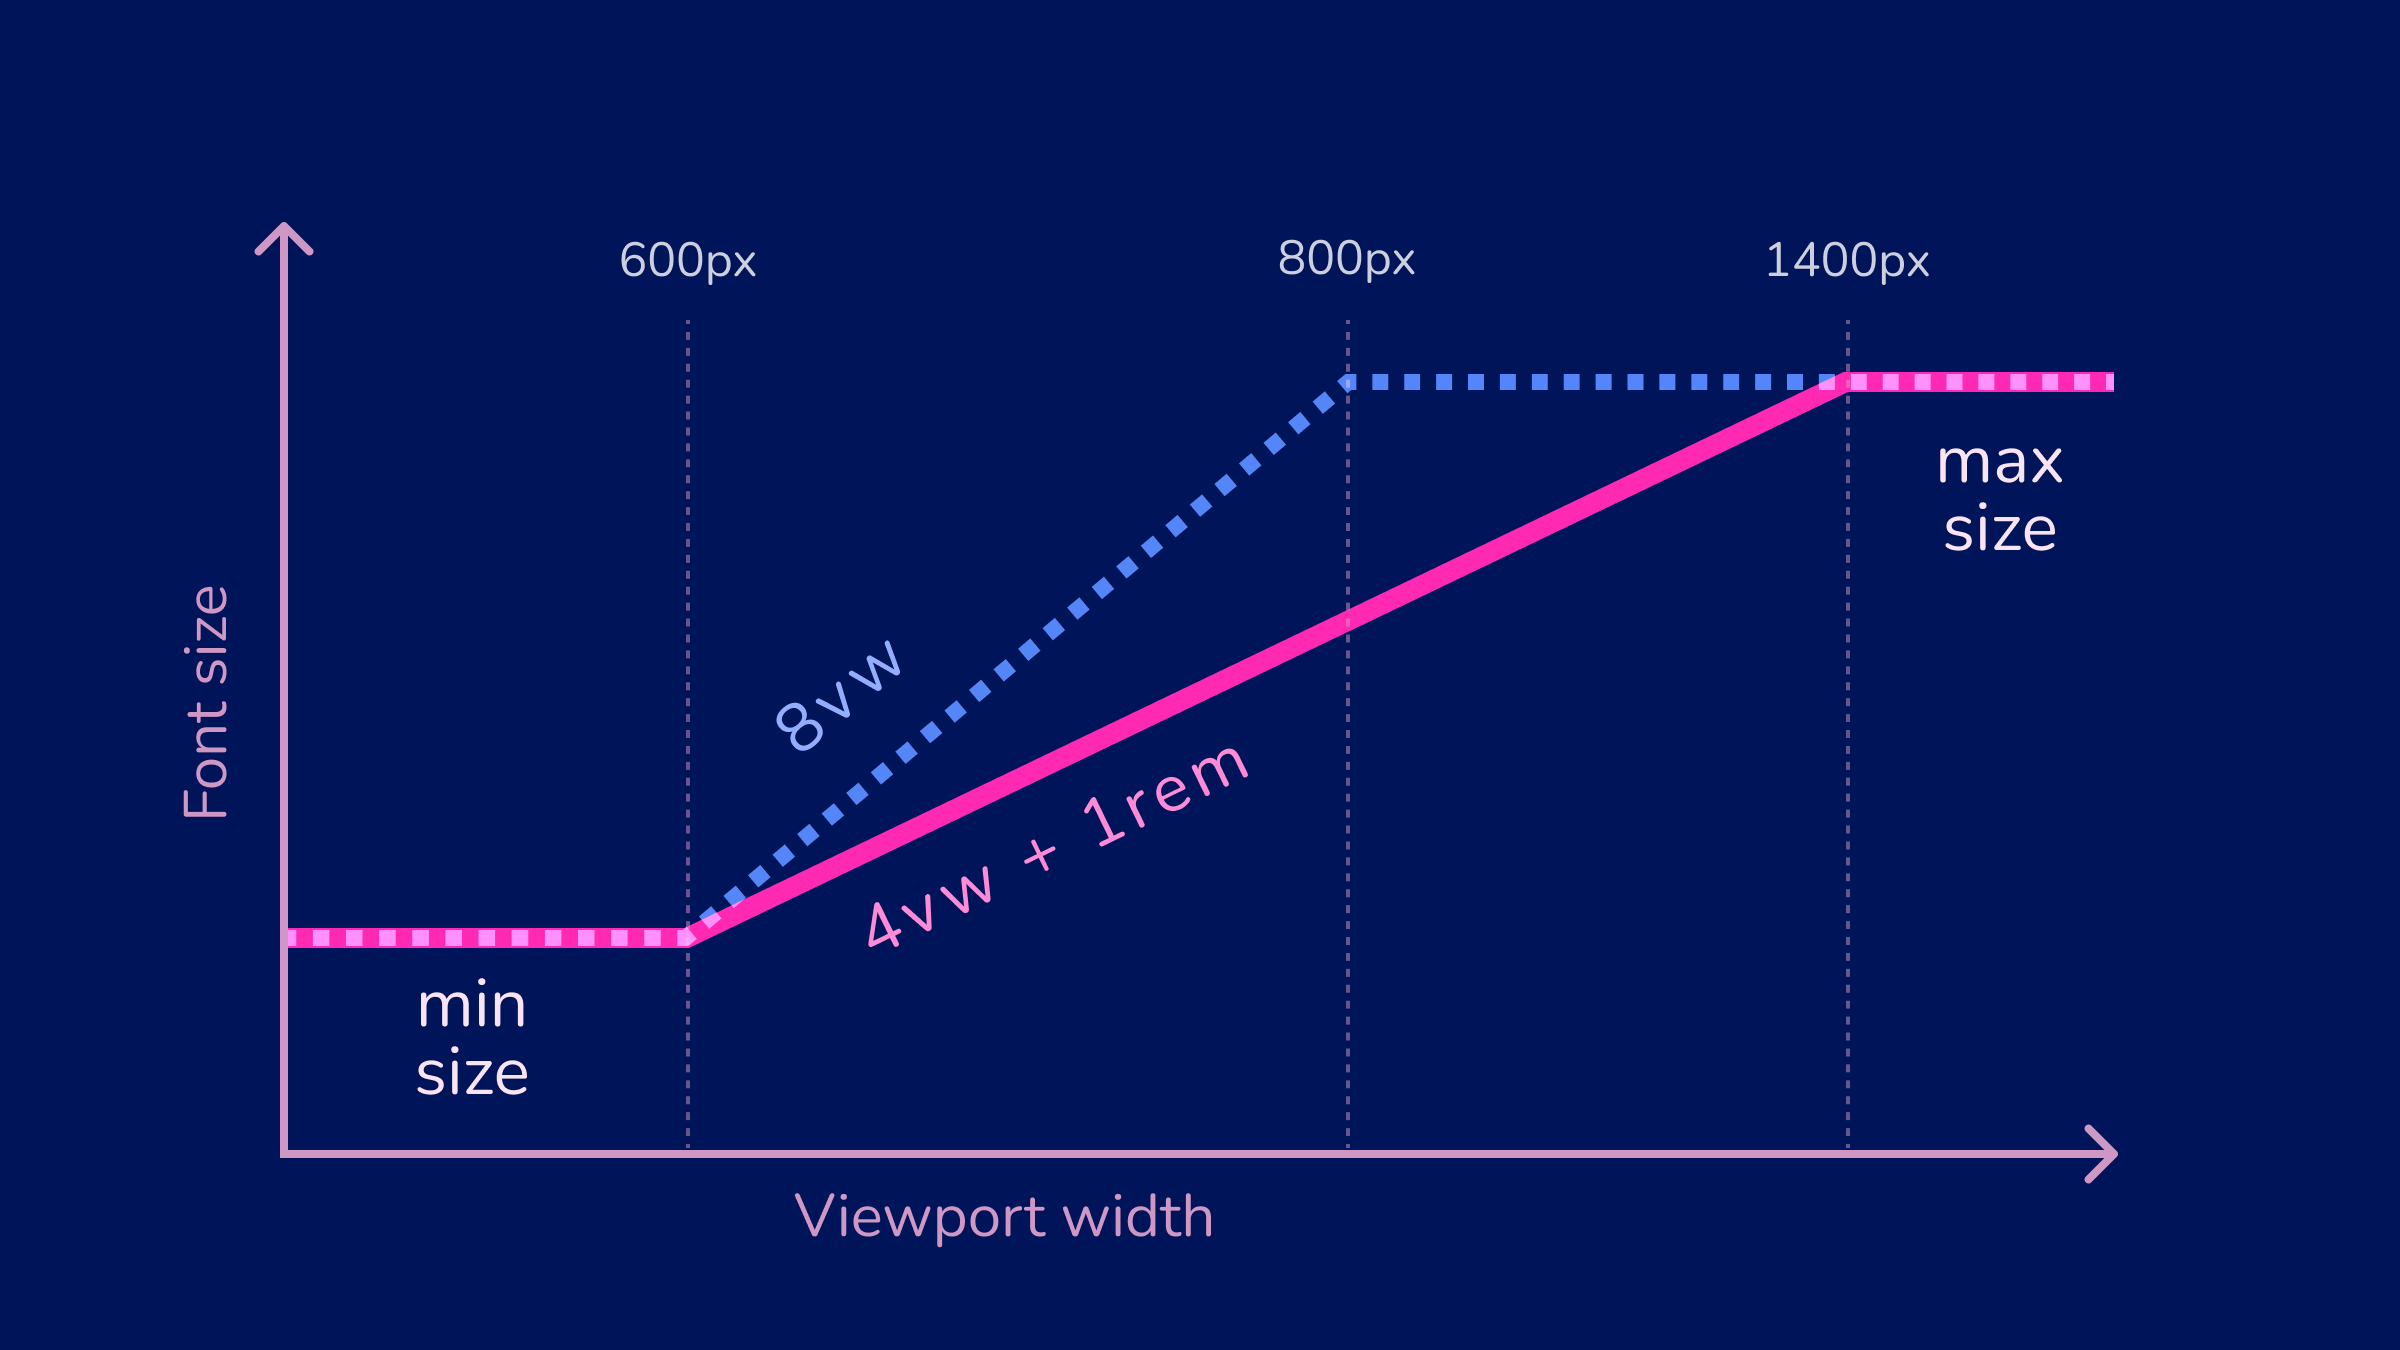 600px
800px
1400px
max
size
8vw
4vw + 1rem
Font size
min
size
Viewport width